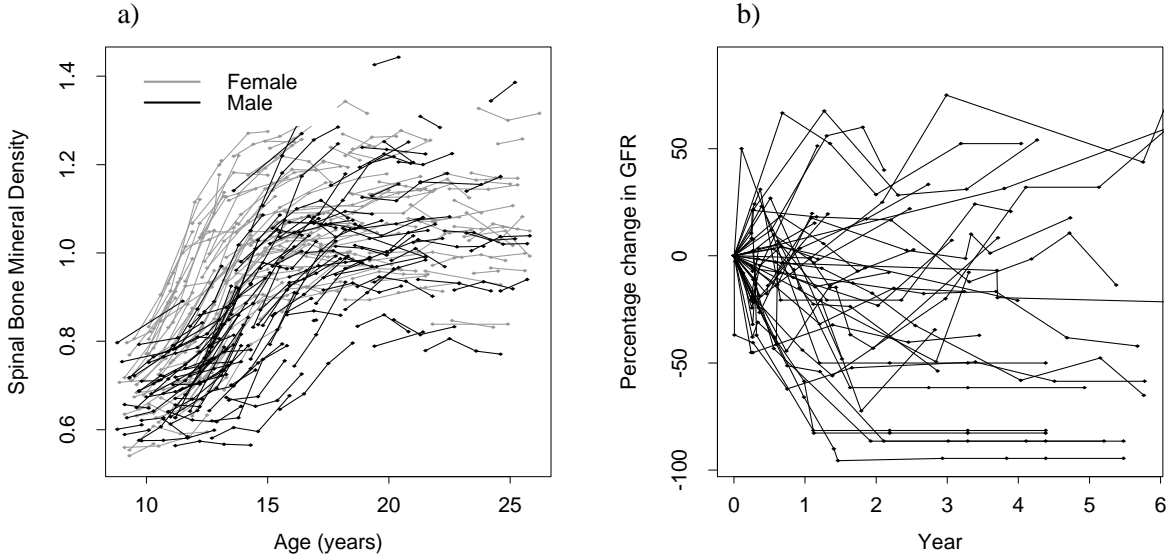 a)
Female
Male
Spinal Bone Mineral Density
0.6 0.8 1.0 1.2 1.4
10 15 20 25
Age (years)
b)
Percentage change in GFR
-100 -50 0 50
0 1 2 3 4 5 6
Year